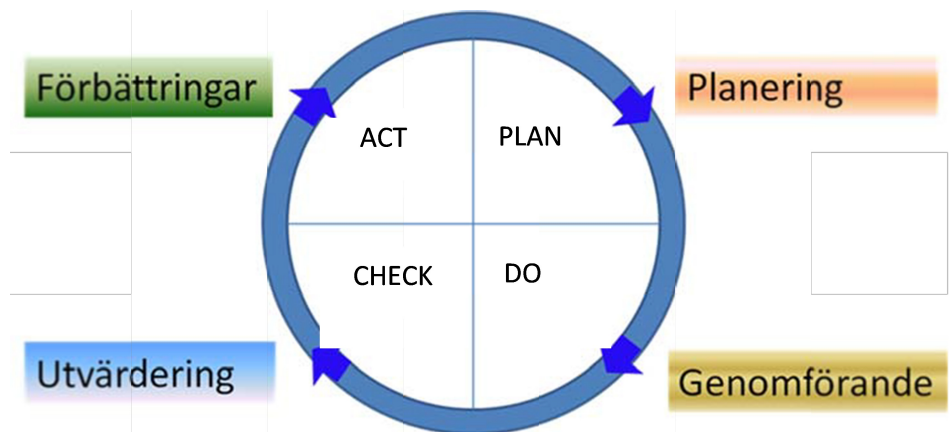 Förbättringar
Planering
ACT
PLAN
CHECK
DO
Utvärdering
Genomförande